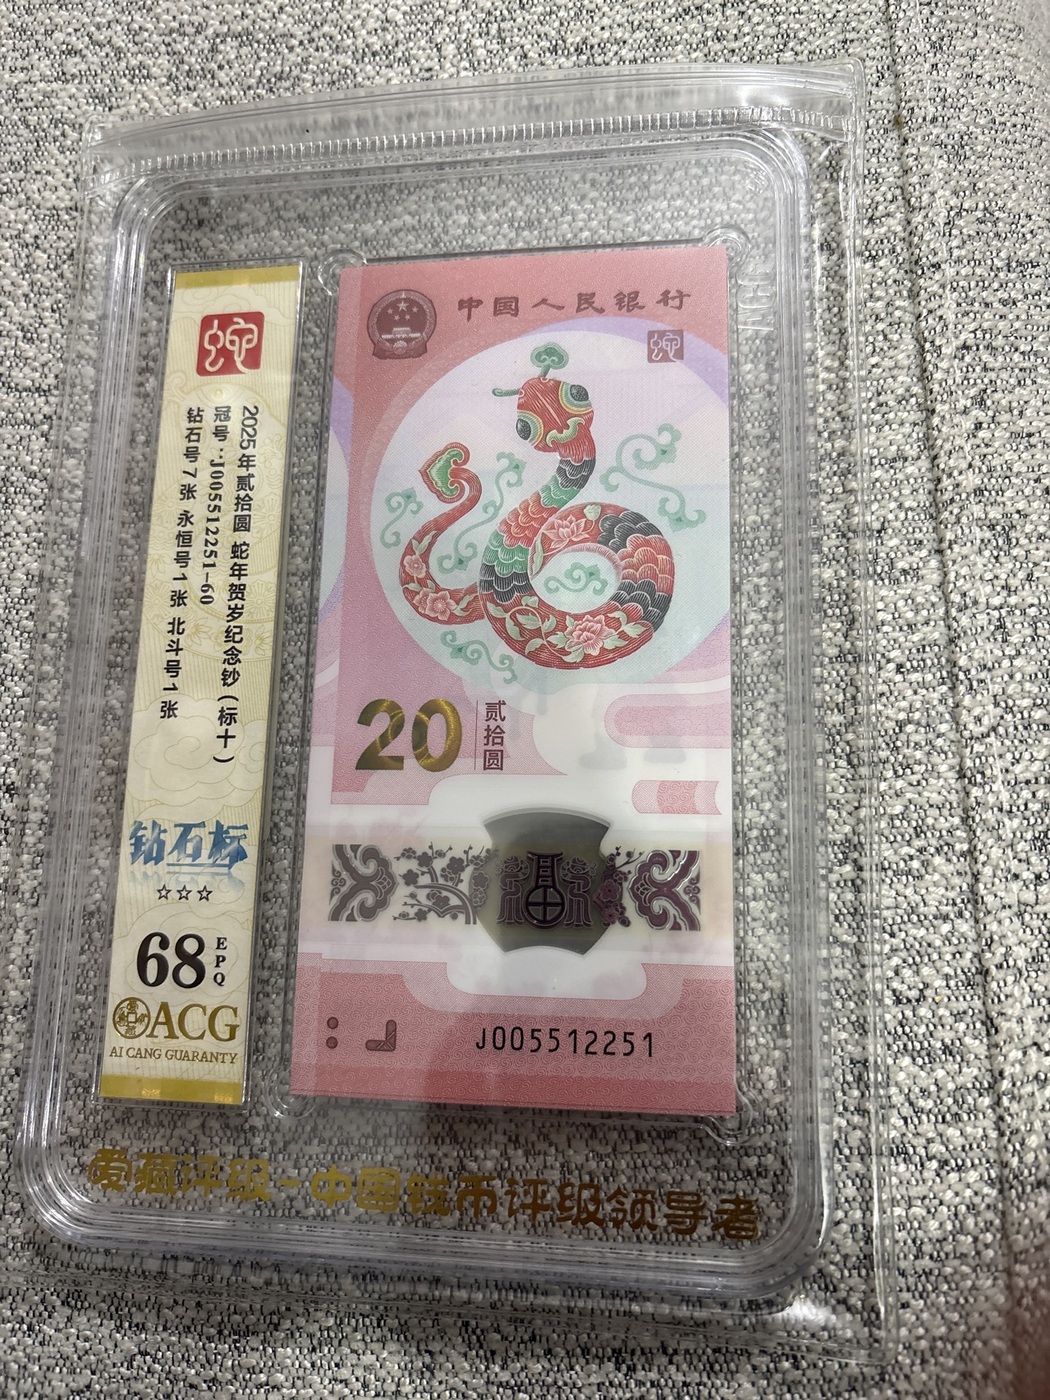 蛇
2025年贰拾圆 蛇年贺岁纪念钞(标十)
冠号:J005512251-60
钻石号7张 永恒号1张 北斗号1张
钻石标
☆☆☆
68 EPQ
ACG
AI CANG GUARANTY
中国人民银行
蛇
20 贰拾圆
J005512251
爱藏评级-中国钱币评级领导者